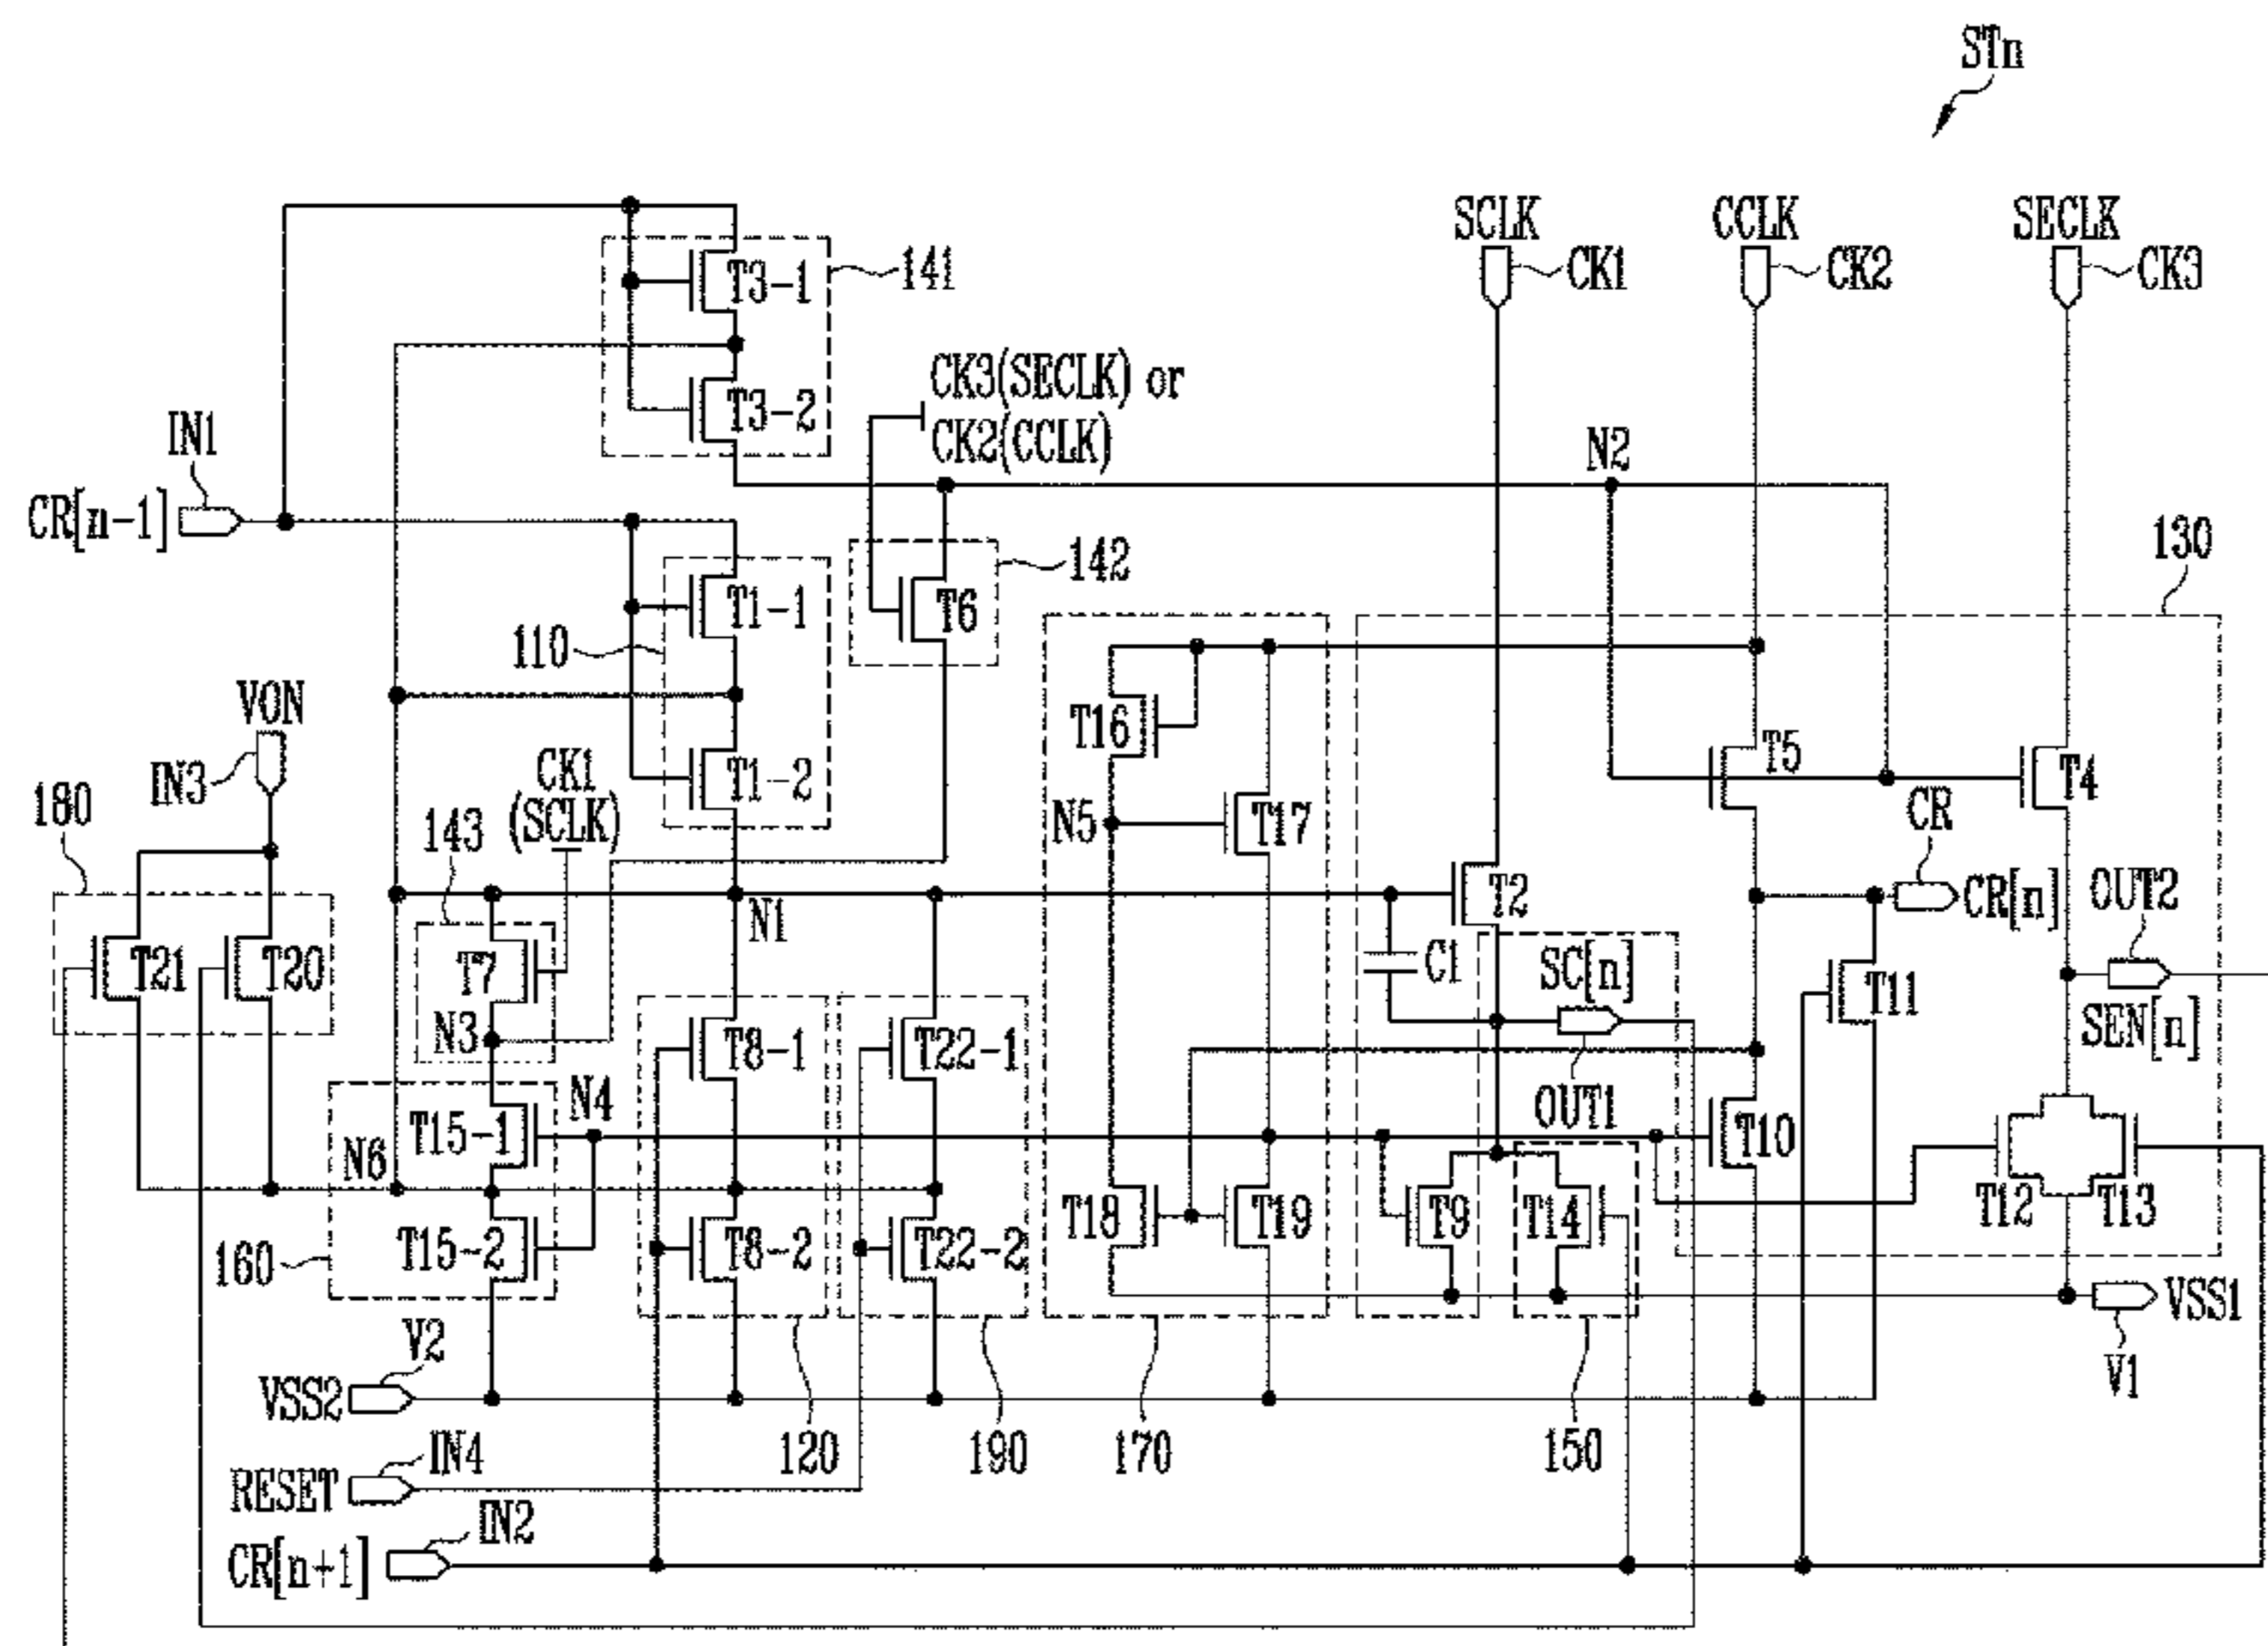 STn
SCLK
CCLK
SECLK
CK1
CK2
CK3
T3-1
141
CK3(SECLK) or
CK2(CCLK)
T3-2
IN1
N2
CR[n-1]
130
142
T1-1
T6
110
VON
IN3
T16
T5
CK1
(SCLK)
T1-2
T4
180
143
N5
T17
CR
T2
N1
CR[n]
OUT2
T21
T20
T7
C1
SC[n]
T11
N3
T8-1
T22-1
SEN[n]
N4
OUT1
T15-1
T10
N6
T18
T19
T9
T14
T12
T13
T15-2
T8-2
T22-2
160
VSS1
V2
V1
VSS2
120
190
170
150
IN4
RESET
IN2
CR[n+1]